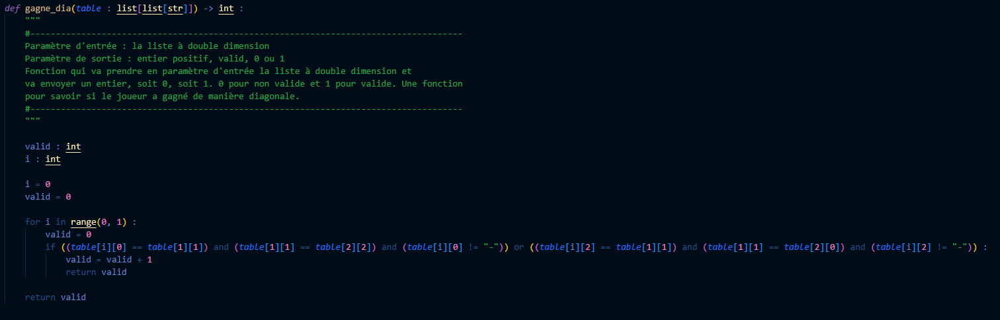 def gagne_dia(table : list[list[str]]) -> int :
"""
#-------------------------------------------------------------------------------------
Paramètre d'entrée : la liste à double dimension
Paramètre de sortie : entier positif, valid, 0 ou 1
Fonction qui va prendre en paramètre d'entrée la liste à double dimension et
va envoyer un entier, soit 0, soit 1. 0 pour non valide et 1 pour valide. Une fonction
pour savoir si le joueur a gagné de manière diagonale.
#-------------------------------------------------------------------------------------
"""
valid : int
i : int
i = 0
valid = 0
for i in range(0, 1) :
valid = 0
if ((table[i][0] == table[1][1]) and (table[1][1] == table[2][2]) and (table[i][0] != "-")) or ((table[i][2] == table[1][1]) and (table[1][1] == table[2][0]) and (table[i][2] != "-")) :
valid = valid + 1
return valid
return valid